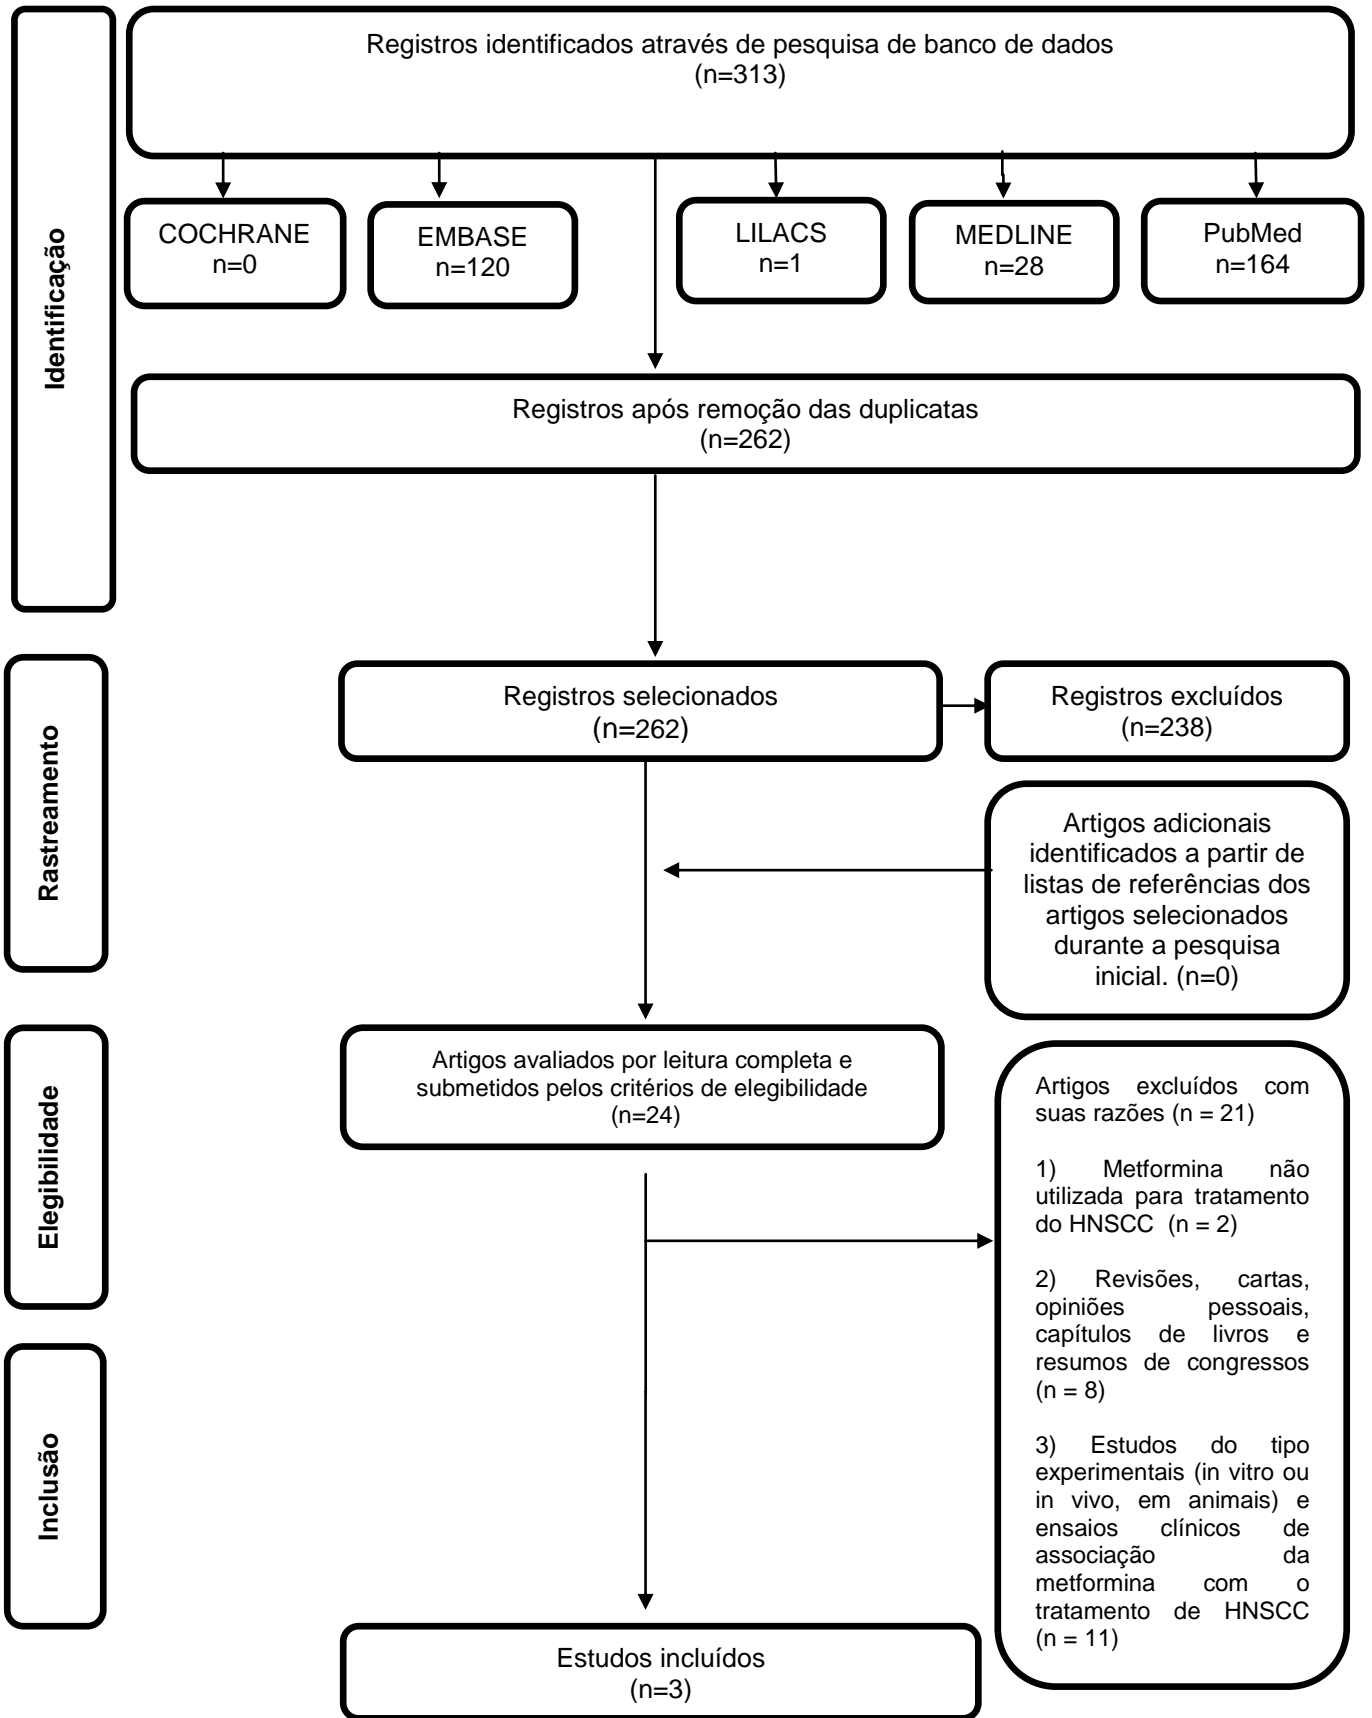 Identificação
Registros identificados através de pesquisa de banco de dados
(n=313)
COCHRANE
n=0
EMBASE
n=120
LILACS
n=1
MEDLINE
n=28
PubMed
n=164
Registros após remoção das duplicatas
(n=262)
Rastreamento
Registros selecionados
(n=262)
Registros excluídos
(n=238)
Artigos adicionais
identificados a partir de
listas de referências dos
artigos selecionados
durante a pesquisa
inicial. (n=0)
Elegibilidade
Artigos avaliados por leitura completa e
submetidos pelos critérios de elegibilidade
(n=24)
Artigos excluídos com
suas razões (n = 21)
1) Metformina não
utilizada para tratamento
do HNSCC (n = 2)
2) Revisões, cartas,
opiniões pessoais,
capítulos de livros e
resumos de congressos
(n = 8)
3) Estudos do tipo
experimentais (in vitro ou
in vivo, em animais) e
ensaios clínicos de
associação da
metformina com o
tratamento de HNSCC
(n = 11)
Inclusão
Estudos incluídos
(n=3)